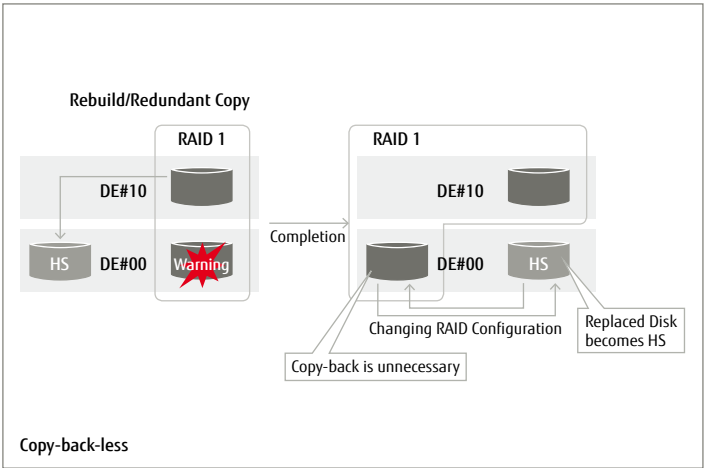 Rebuild/Redundant Copy
RAID 1
DE#10
HS
DE#00
Warning
Completion
RAID 1
DE#10
DE#00
HS
Changing RAID Configuration
Replaced Disk
becomes HS
Copy-back is unnecessary
Copy-back-less